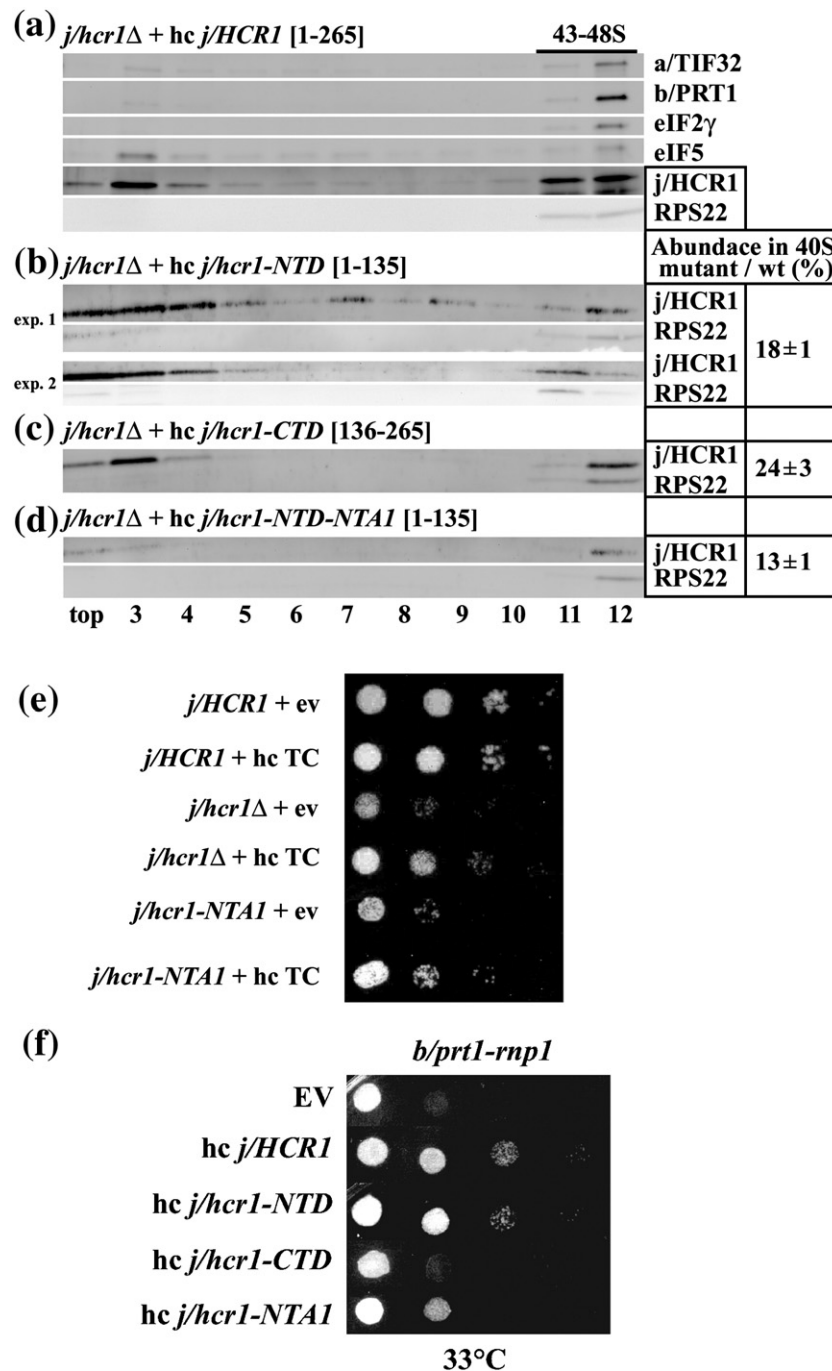 (a) j/hcr1Δ + hc j/HCR1 [1-265] 43-48S
a/TIF32
b/PRT1
eIF2γ
eIF5
j/HCR1
RPS22
Abundace in 40S
mutant / wt (%)
(b) j/hcr1Δ + hc j/hcr1-NTD [1-135]
exp. 1
j/HCR1
RPS22
exp. 2
j/HCR1
RPS22
18±1
(c) j/hcr1Δ + hc j/hcr1-CTD [136-265]
j/HCR1
RPS22
24±3
(d) j/hcr1Δ + hc j/hcr1-NTD-NTA1 [1-135]
j/HCR1
RPS22
13±1
top 3 4 5 6 7 8 9 10 11 12
(e)
j/HCR1 + ev
j/HCR1 + hc TC
j/hcr1Δ + ev
j/hcr1Δ + hc TC
j/hcr1-NTA1 + ev
j/hcr1-NTA1 + hc TC
(f)
b/prt1-rnp1
EV
hc j/HCR1
hc j/hcr1-NTD
hc j/hcr1-CTD
hc j/hcr1-NTA1
33°C